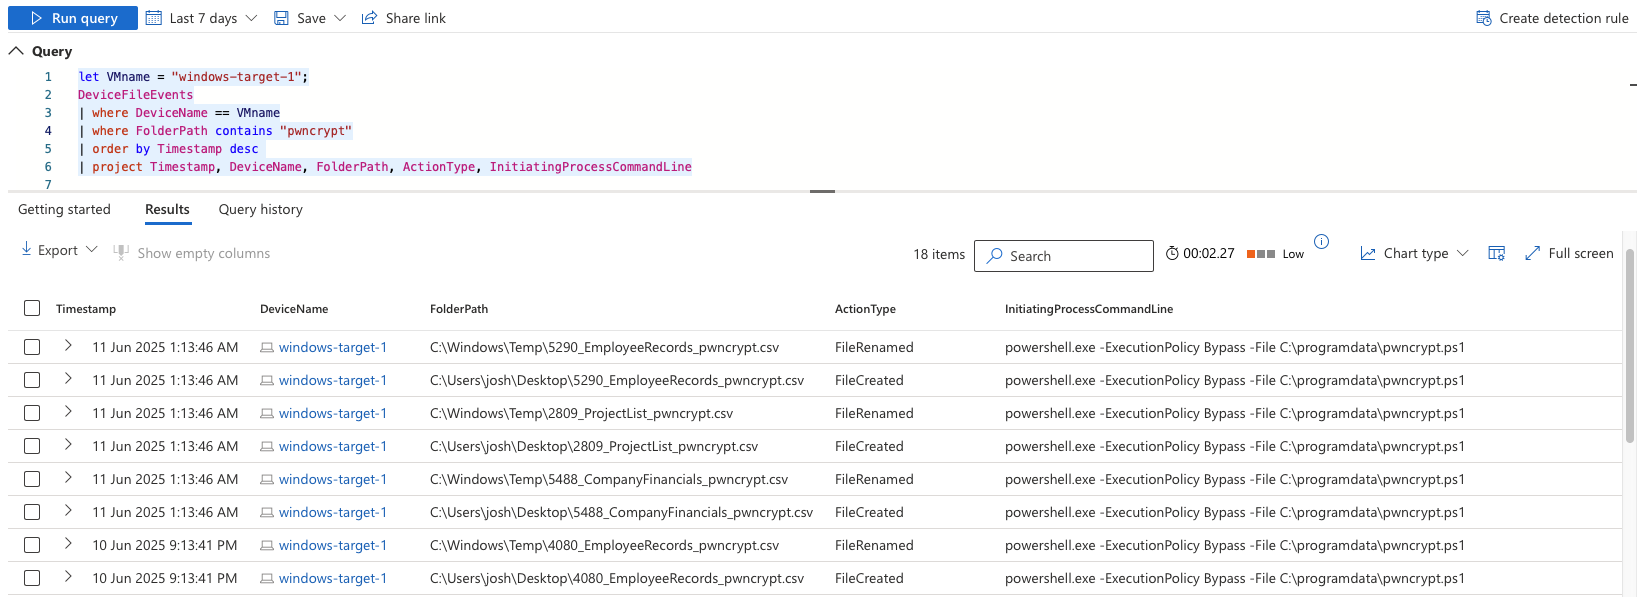 Run query Last 7 days Save Share link Create detection rule
Query
1 let VMname = "windows-target-1";
2 DeviceFileEvents
3 | where DeviceName == VMname
4 | where FolderPath contains "pwncrypt"
5 | order by Timestamp desc
6 | project Timestamp, DeviceName, FolderPath, ActionType, InitiatingProcessCommandLine
7
Getting started Results Query history
Export Show empty columns 18 items Search 00:02.27 Low Chart type Full screen
Timestamp DeviceName FolderPath ActionType InitiatingProcessCommandLine
11 Jun 2025 1:13:46 AM windows-target-1 C:\Windows\Temp\5290_EmployeeRecords_pwncrypt.csv FileRenamed powershell.exe -ExecutionPolicy Bypass -File C:\programdata\pwncrypt.ps1
11 Jun 2025 1:13:46 AM windows-target-1 C:\Users\josh\Desktop\5290_EmployeeRecords_pwncrypt.csv FileCreated powershell.exe -ExecutionPolicy Bypass -File C:\programdata\pwncrypt.ps1
11 Jun 2025 1:13:46 AM windows-target-1 C:\Windows\Temp\2809_ProjectList_pwncrypt.csv FileRenamed powershell.exe -ExecutionPolicy Bypass -File C:\programdata\pwncrypt.ps1
11 Jun 2025 1:13:46 AM windows-target-1 C:\Users\josh\Desktop\2809_ProjectList_pwncrypt.csv FileCreated powershell.exe -ExecutionPolicy Bypass -File C:\programdata\pwncrypt.ps1
11 Jun 2025 1:13:46 AM windows-target-1 C:\Windows\Temp\5488_CompanyFinancials_pwncrypt.csv FileRenamed powershell.exe -ExecutionPolicy Bypass -File C:\programdata\pwncrypt.ps1
11 Jun 2025 1:13:46 AM windows-target-1 C:\Users\josh\Desktop\5488_CompanyFinancials_pwncrypt.csv FileCreated powershell.exe -ExecutionPolicy Bypass -File C:\programdata\pwncrypt.ps1
10 Jun 2025 9:13:41 PM windows-target-1 C:\Windows\Temp\4080_EmployeeRecords_pwncrypt.csv FileRenamed powershell.exe -ExecutionPolicy Bypass -File C:\programdata\pwncrypt.ps1
10 Jun 2025 9:13:41 PM windows-target-1 C:\Users\josh\Desktop\4080_EmployeeRecords_pwncrypt.csv FileCreated powershell.exe -ExecutionPolicy Bypass -File C:\programdata\pwncrypt.ps1